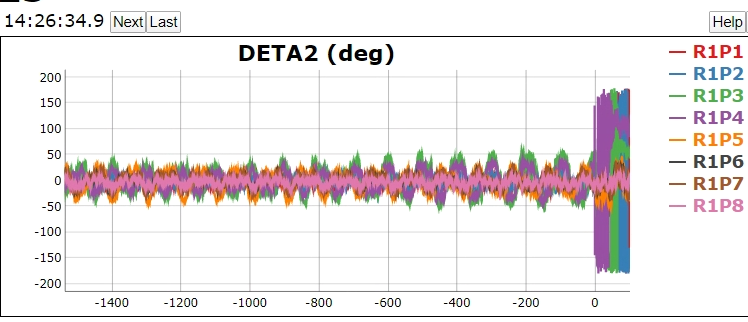 14:26:34.9 Next Last Help
DETA2 (deg)
R1P1
R1P2
R1P3
R1P4
R1P5
R1P6
R1P7
R1P8
200
150
100
50
0
-50
-100
-150
-200
-1400 -1200 -1000 -800 -600 -400 -200 0